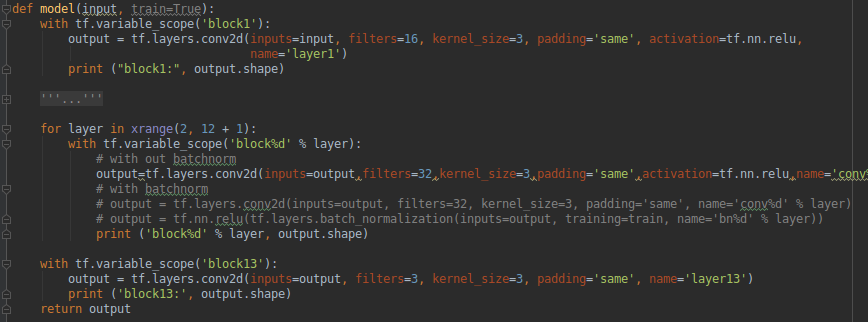 def model(input, train=True):
    with tf.variable_scope('block1'):
        output = tf.layers.conv2d(inputs=input, filters=16, kernel_size=3, padding='same', activation=tf.nn.relu,
                                  name='layer1')
        print ("block1:", output.shape)
    '''...'''
    for layer in xrange(2, 12 + 1):
        with tf.variable_scope('block%d' % layer):
            # with out batchnorm
            output=tf.layers.conv2d(inputs=output,filters=32,kernel_size=3,padding='same',activation=tf.nn.relu,name='conv%
            # with batchnorm
            # output = tf.layers.conv2d(inputs=output, filters=32, kernel_size=3, padding='same', name='conv%d' % layer)
            # output = tf.nn.relu(tf.layers.batch_normalization(inputs=output, training=train, name='bn%d' % layer))
            print ('block%d' % layer, output.shape)
    with tf.variable_scope('block13'):
        output = tf.layers.conv2d(inputs=output, filters=3, kernel_size=3, padding='same', name='layer13')
        print ('block13:', output.shape)
    return output